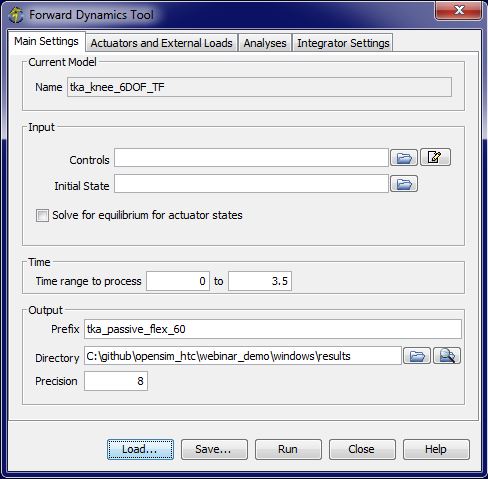 Forward Dynamics Tool
Main Settings Actuators and External Loads Analyses Integrator Settings
Current Model
Name tka_knee_6DOF_TF
Input
Controls
Initial State
Solve for equilibrium for actuator states
Time
Time range to process 0 to 3.5
Output
Prefix tka_passive_flex_60
Directory C:\github\opensim_htc\webinar_demo\windows\results
Precision 8
Load... Save... Run Close Help